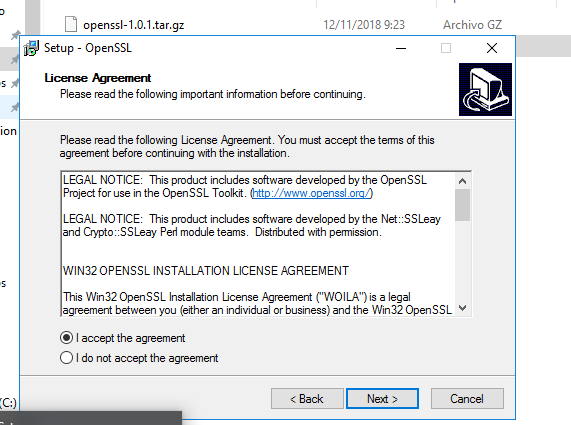 o
openssl-1.0.1.tar.gz 12/11/2018 9:23 Archivo GZ
Setup - OpenSSL
License Agreement
Please read the following important information before continuing.
os
ion
Please read the following License Agreement. You must accept the terms of this
agreement before continuing with the installation.
LEGAL NOTICE:  This product includes software developed by the OpenSSL
Project for use in the OpenSSL Toolkit. (http://www.openssl.org/)
LEGAL NOTICE:  This product includes software developed by the Net::SSLeay
and Crypto::SSLeay Perl module teams.  Distributed with permission.
WIN32 OPENSSL INSTALLATION LICENSE AGREEMENT
os
This Win32 OpenSSL Installation License Agreement ("WOILA") is a legal
agreement between you (either an individual or business) and the Win32 OpenSSL
I accept the agreement
I do not accept the agreement
(C:)
< Back Next > Cancel